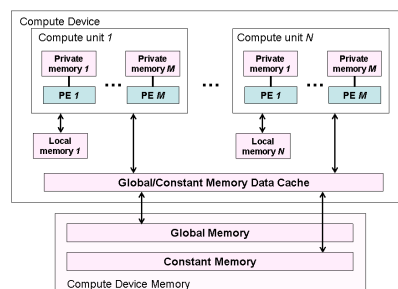 Compute Device
Compute unit 1
Compute unit N
Private memory 1
Private memory M
Private memory 1
Private memory M
...
...
...
PE 1
PE M
PE 1
PE M
Local memory 1
Local memory N
Global/Constant Memory Data Cache
Global Memory
Constant Memory
Compute Device Memory